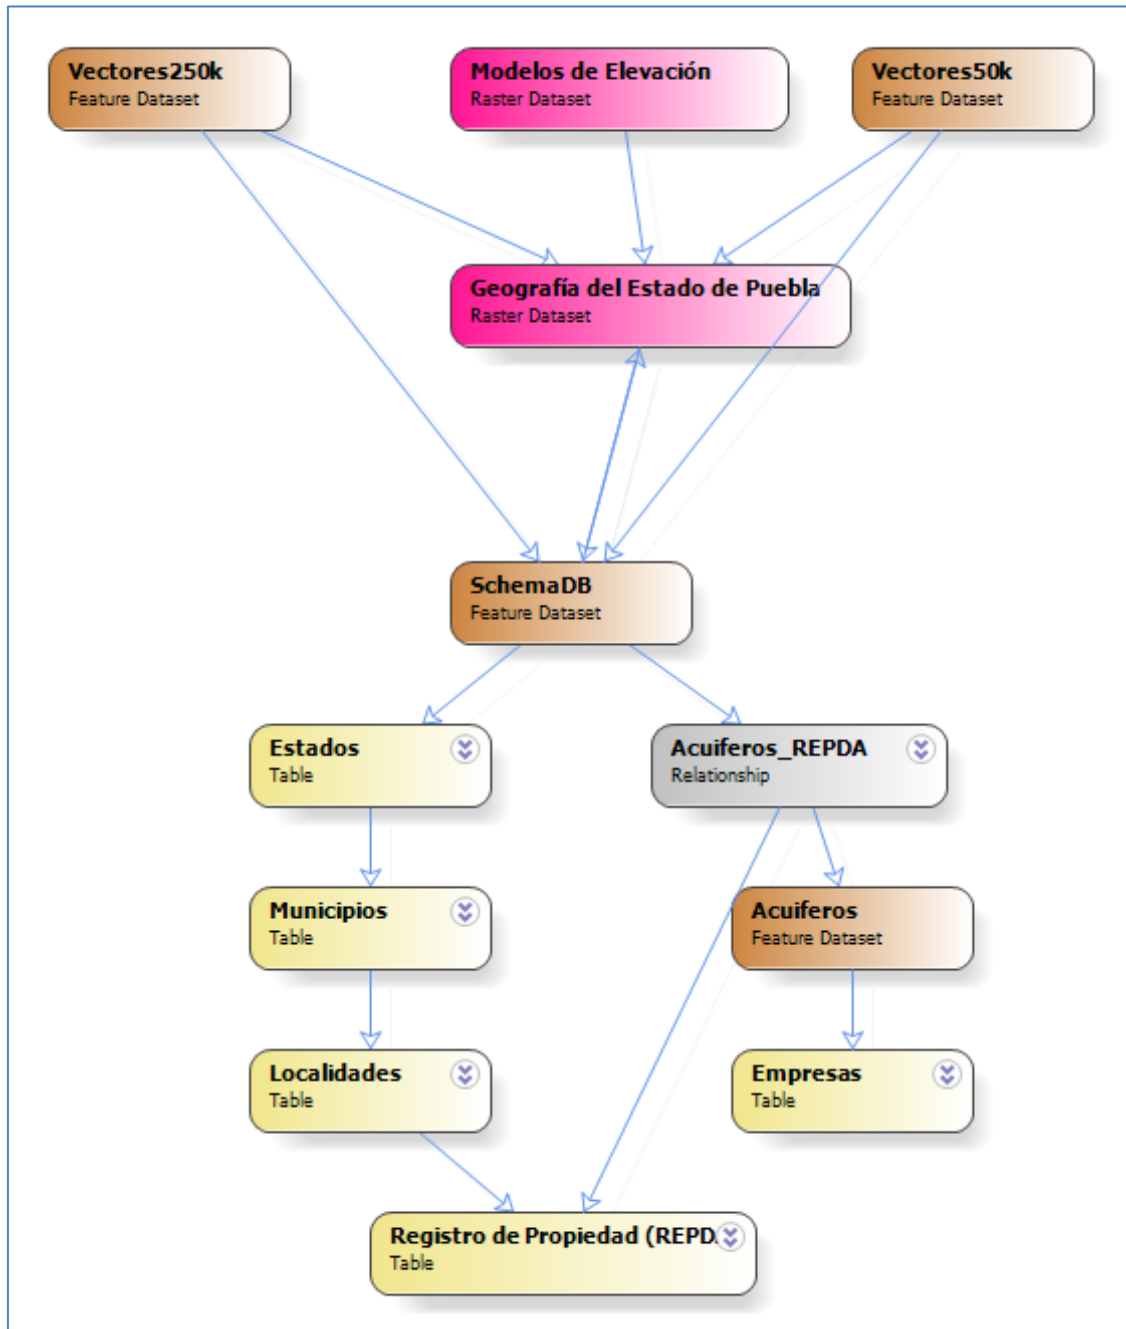 Vectores250k
Feature Dataset
Modelos de Elevación
Raster Dataset
Vectores50k
Feature Dataset
Geografía del Estado de Puebla
Raster Dataset
SchemaDB
Feature Dataset
Estados
Table
Acuiferos_REPDA
Relationship
Municipios
Table
Acuiferos
Feature Dataset
Localidades
Table
Empresas
Table
Registro de Propiedad (REPD
Table